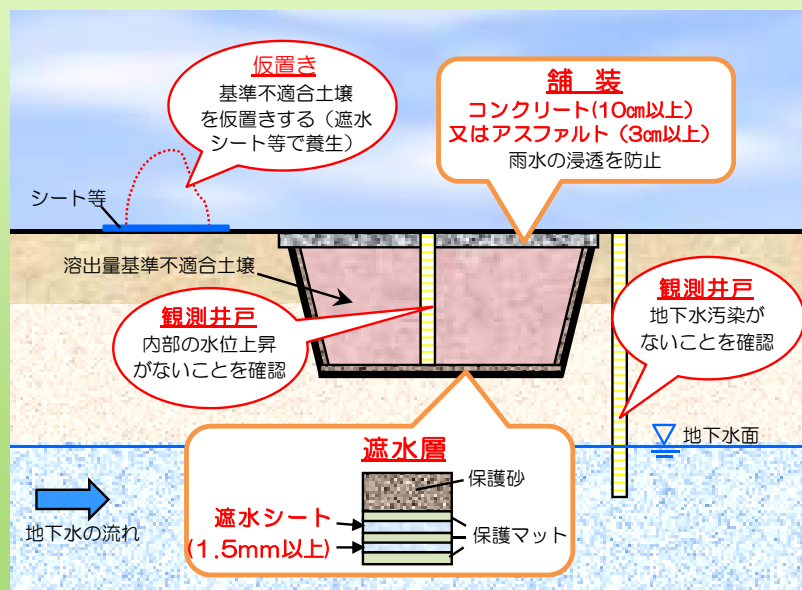 仮置き
基準不適合土壌
を仮置きする（遮水
シート等で養生）
舗 装
コンクリート(10㎝以上)
又はアスファルト（3㎝以上）
雨水の浸透を防止
シート等
溶出量基準不適合土壌
観測井戸
内部の水位上昇
がないことを確認
観測井戸
地下水汚染が
ないことを確認
地下水面
遮水層
保護砂
遮水シート
(1.5mm以上)
保護マット
地下水の流れ